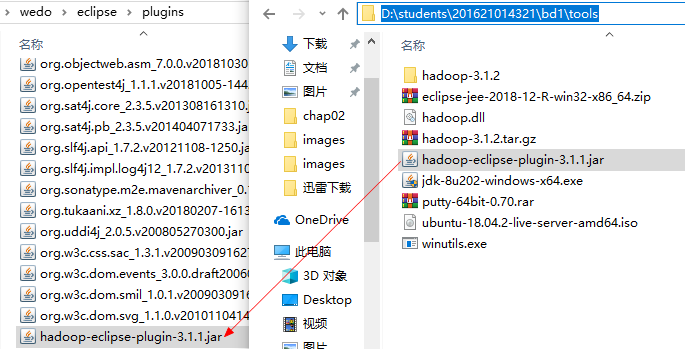 wedo › eclipse › plugins
名称
org.objectweb.asm_7.0.0.v20181030
org.opentest4j_1.1.1.v20181005-144
org.sat4j.core_2.3.5.v201308161310.j
org.sat4j.pb_2.3.5.v201404071733.ja
org.slf4j.api_1.7.2.v20121108-1250.j
org.slf4j.impl.log4j12_1.7.2.v2013110
org.sonatype.m2e.mavenarchiver_0.
org.tukaani.xz_1.8.0.v20180207-1613
org.uddi4j_2.0.5.v200805270300.jar
org.w3c.css.sac_1.3.1.v200903091627
org.w3c.dom.events_3.0.0.draft20060
org.w3c.dom.smil_1.0.1.v2009030916
org.w3c.dom.svg_1.1.0.v2010110414
hadoop-eclipse-plugin-3.1.1.jar
D:\students\201621014321\bd1\tools
下载
文档
图片
chap02
images
images
迅雷下载
OneDrive
此电脑
3D 对象
Desktop
视频
图片
名称
hadoop-3.1.2
eclipse-jee-2018-12-R-win32-x86_64.zip
hadoop.dll
hadoop-3.1.2.tar.gz
hadoop-eclipse-plugin-3.1.1.jar
jdk-8u202-windows-x64.exe
putty-64bit-0.70.rar
ubuntu-18.04.2-live-server-amd64.iso
winutils.exe